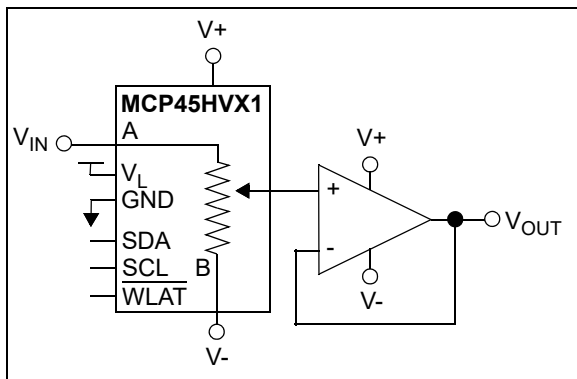 V+
MCP45HVX1
VIN
A
V+
VL
GND
+
VOUT
SDA
-
SCL
B
WLAT
V-
V-